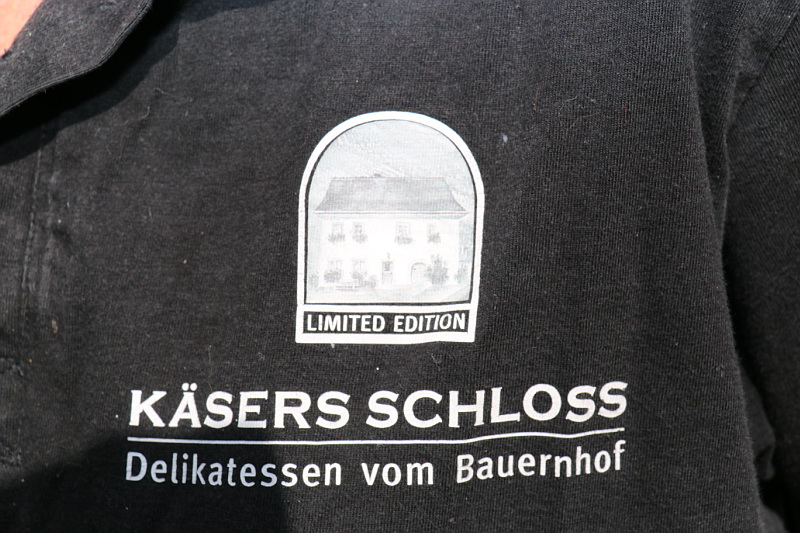 LIMITED EDITION
KÄSERS SCHLOSS
Delikatessen vom Bauernhof